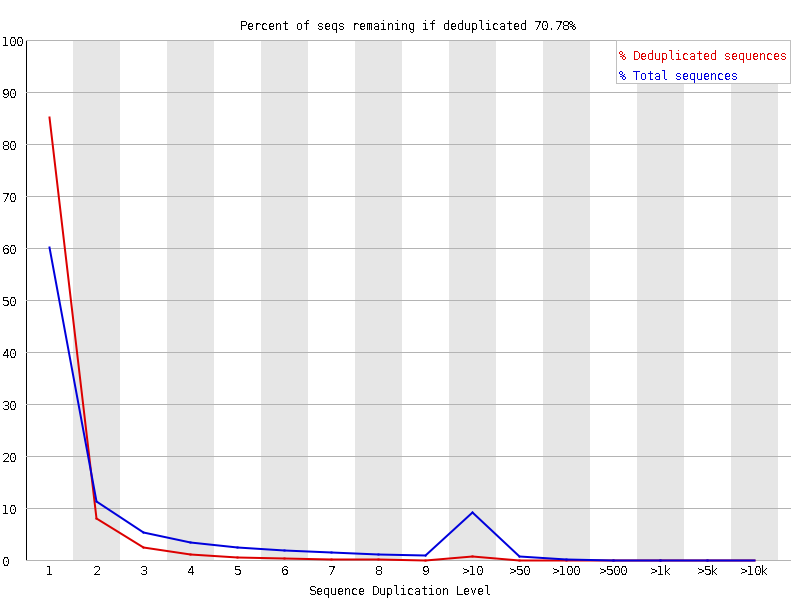 Percent of seqs remaining if deduplicated 70.78%
% Deduplicated sequences
% Total sequences
100
90
80
70
60
50
40
30
20
10
0
1 2 3 4 5 6 7 8 9 >10 >50 >100 >500 >1k >5k >10k
Sequence Duplication Level